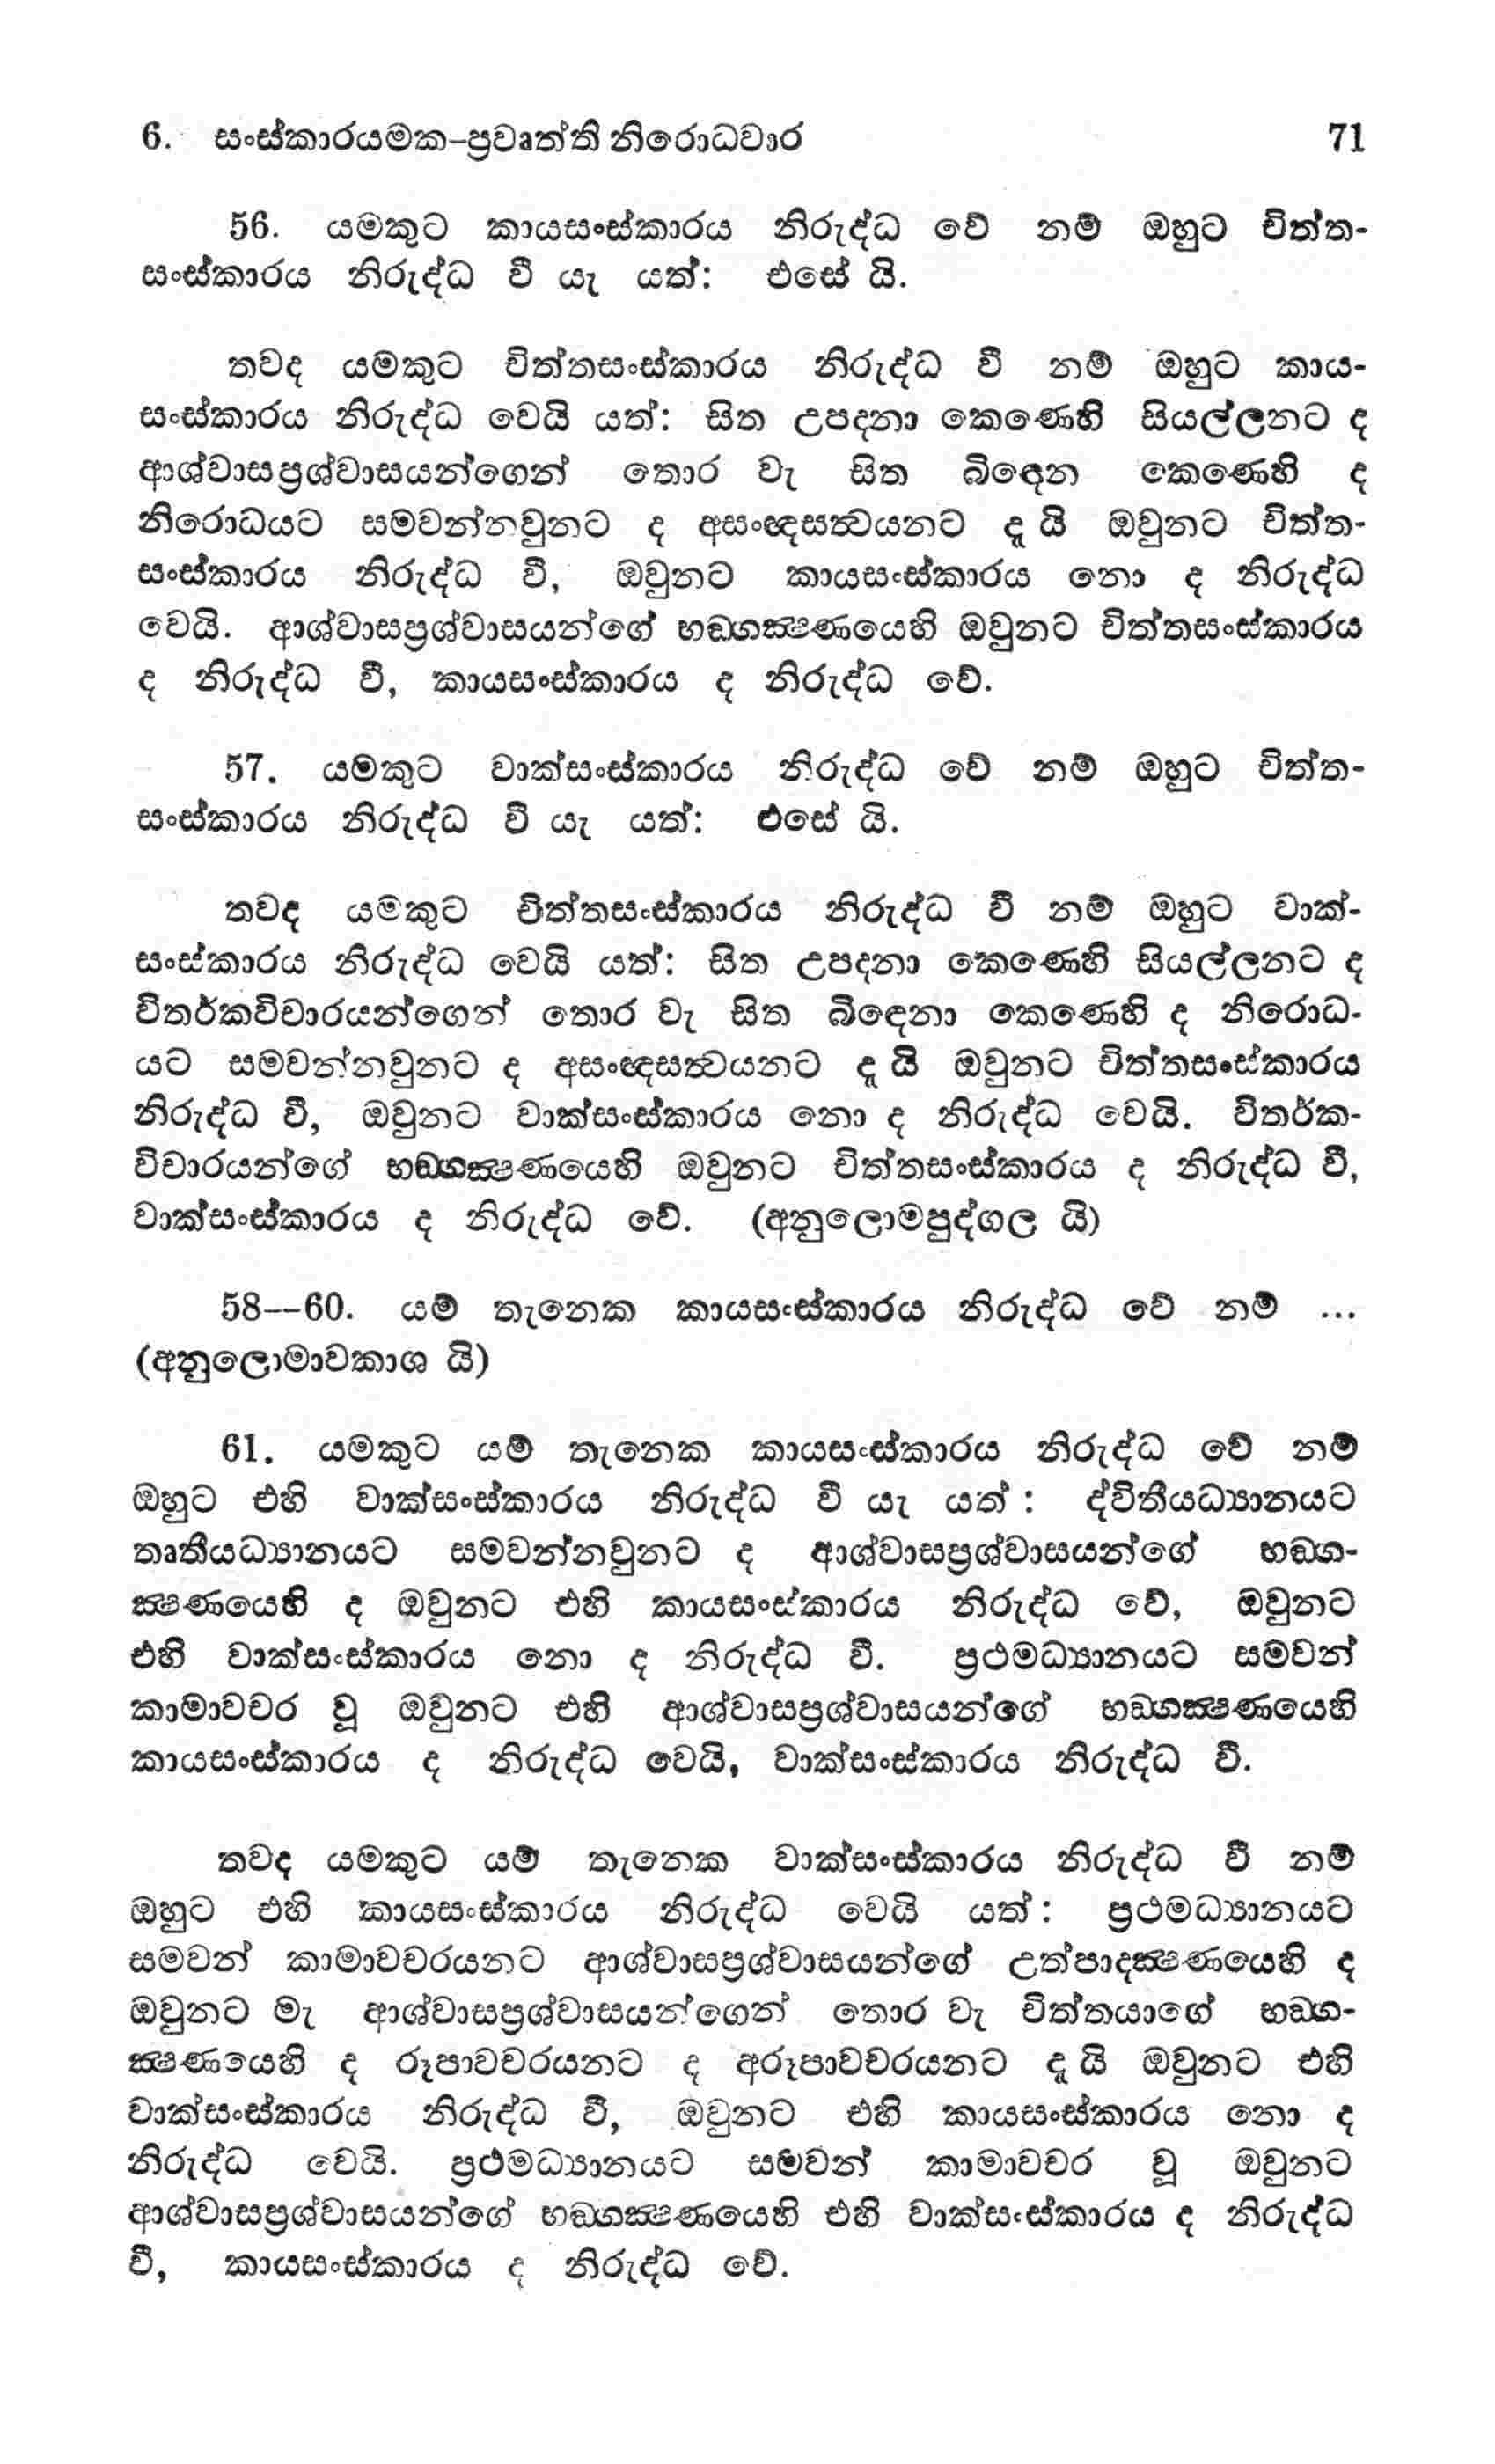 6. සංස්කාරයමක–ප්‍රවෘත්ති නිරොධවාර 71
56. යමකුට කායසංස්කාරය නිරුද්ධ වේ නම් ඔහුට චිත්ත-
සංස්කාරය නිරුද්ධ වී යැ යත්: එසේ යි.
තවද යමකුට චිත්තසංස්කාරය නිරුද්ධ වී නම් ඔහුට කාය-
සංස්කාරය නිරුද්ධ වෙයි යත්: සිත උපදනා කෙණෙහි සියල්ලනට ද
ආශ්වාසප්‍රශ්වාසයන්ගෙන් තොර වැ සිත බිඳෙන කෙණෙහි ද
නිරොධයට සමවන්නවුනට ද අසංඥසත්‍වයනට ද යි ඔවුනට චිත්ත-
සංස්කාරය නිරුද්ධ වී, ඔවුනට කායසංස්කාරය නො ද නිරුද්ධ
වෙයි. ආශ්වාසප්‍රශ්වාසයන්ගේ භඞ්ගක්‍ෂණයෙහි ඔවුනට චිත්තසංස්කාරය
ද නිරුද්ධ වී, කායසංස්කාරය ද නිරුද්ධ වේ.
57. යමකුට වාක්සංස්කාරය නිරුද්ධ වේ නම් ඔහුට චිත්ත-
සංස්කාරය නිරුද්ධ වී යැ යත්: එසේ යි.
තවද යමකුට චිත්තසංස්කාරය නිරුද්ධ වී නම් ඔහුට වාක්-
සංස්කාරය නිරුද්ධ වෙයි යත්: සිත උපදනා කෙණෙහි සියල්ලනට ද
විතර්කවිචාරයන්ගෙන් තොර වැ සිත බිඳෙනා කෙණෙහි ද නිරොධ-
යට සමවන්නවුනට ද අසංඥසත්‍වයනට ද යි ඔවුනට චිත්තසංස්කාරය
නිරුද්ධ වී, ඔවුනට වාක්සංස්කාරය නො ද නිරුද්ධ වෙයි. විතර්ක-
විචාරයන්ගේ භඞ්ගක්‍ෂණයෙහි ඔවුනට චිත්තසංස්කාරය ද නිරුද්ධ වී,
වාක්සංස්කාරය ද නිරුද්ධ වේ. (අනුලොමපුද්ගල යි)
58––60. යම් තැනෙක කායසංස්කාරය නිරුද්ධ වේ නම් ...
(අනුලොමාවකාශ යි)
61. යමකුට යම් තැනෙක කායසංස්කාරය නිරුද්ධ වේ නම්
ඔහුට එහි වාක්සංස්කාරය නිරුද්ධ වී යැ යත් : ද්විතීයධ්‍යානයට
තෘතීයධ්‍යානයට සමවන්නවුනට ද ආශ්වාසප්‍රශ්වාසයන්ගේ භඞ්ග-
ක්‍ෂණයෙහි ද ඔවුනට එහි කායසංස්කාරය නිරුද්ධ වේ, ඔවුනට
එහි වාක්සංස්කාරය නො ද නිරුද්ධ වී. ප්‍රථමධ්‍යානයට සමවන්
කාමාවචර වූ ඔවුනට එහි ආශ්වාසප්‍රශ්වාසයන්ගේ භඞ්ගක්‍ෂණයෙහි
කායසංස්කාරය ද නිරුද්ධ වෙයි, වාක්සංස්කාරය නිරුද්ධ වී.
තවද යමකුට යම් තැනෙක වාක්සංස්කාරය නිරුද්ධ වී නම්
ඔහුට එහි කායසංස්කාරය නිරුද්ධ වෙයි යත් : ප්‍රථමධ්‍යානයට
සමවන් කාමාවචරයනට ආශ්වාසප්‍රශ්වාසයන්ගේ උත්පාදක්‍ෂණයෙහි ද
ඔවුනට මැ ආශ්වාසප්‍රශ්වාසයන්ගෙන් තොර වැ චිත්තයාගේ භඞ්ග-
ක්‍ෂණයෙහි ද රූපාවචරයනට ද අරූපාවචරයනට ද යි ඔවුනට එහි
වාක්සංස්කාරය නිරුද්ධ වී, ඔවුනට එහි කායසංස්කාරය නො ද
නිරුද්ධ වෙයි. ප්‍රථමධ්‍යානයට සමවන් කාමාවචර වූ ඔවුනට
ආශ්වාසප්‍රශ්වාසයන්ගේ භඞ්ගක්‍ෂණයෙහි එහි වාක්සංස්කාරය ද නිරුද්ධ
වී, කායසංස්කාරය ද නිරුද්ධ වේ.